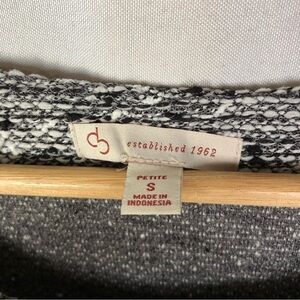 established 1962
PETITE
S
MADE IN
INDONESIA